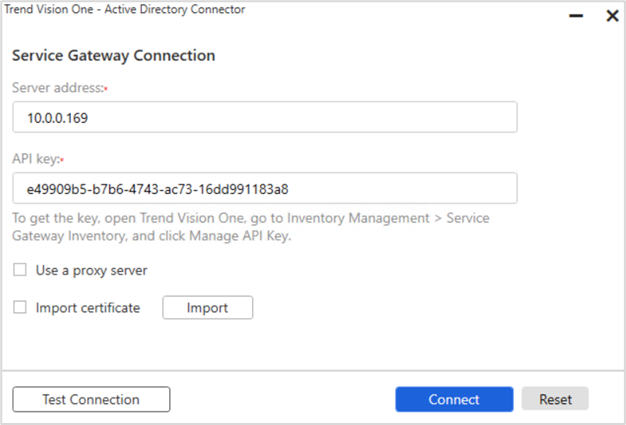 Trend Vision One - Active Directory Connector
Service Gateway Connection
Server address:*
10.0.0.169
API key:*
e49909b5-b7b6-4743-ac73-16dd991183a8
To get the key, open Trend Vision One, go to Inventory Management > Service
Gateway Inventory, and click Manage API Key.
Use a proxy server
Import certificate Import
Test Connection Connect Reset